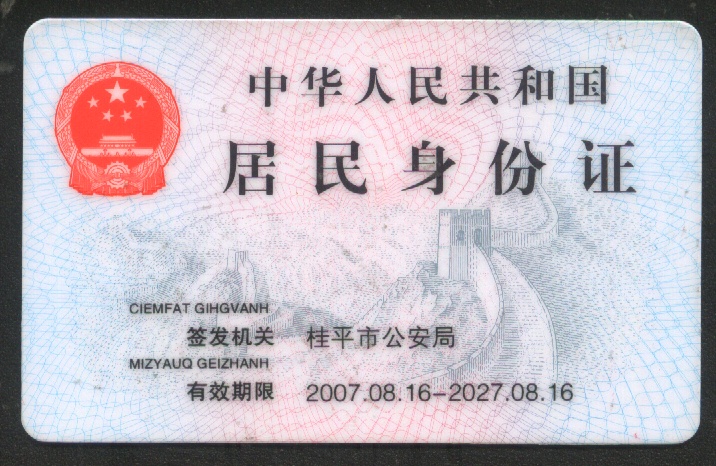 中华人民共和国
居民身份证
CIEMFAT GIHGVANH
签发机关 桂平市公安局
MIZYAUQ GEIZHANH
有效期限 2007.08.16-2027.08.16